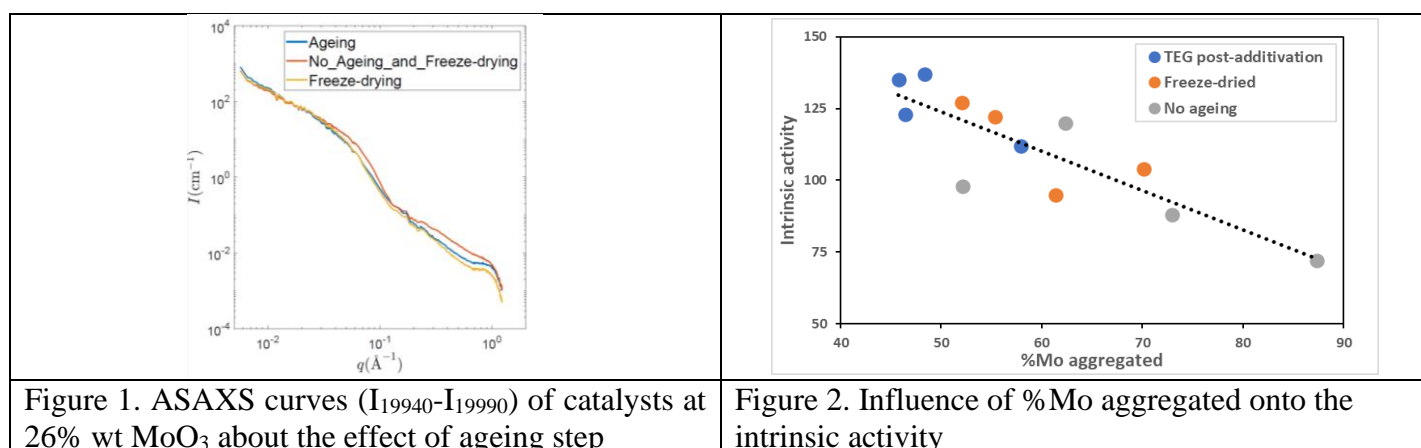 10⁴
10²
10⁰
10⁻²
10⁻⁴
I(cm⁻¹)
Ageing
No_Ageing_and_Freeze-drying
Freeze-drying
10⁻²
10⁻¹
10⁰
q(Å⁻¹)
Figure 1. ASAXS curves (I₁₉₉₄₀-I₁₉₉₉₀) of catalysts at
26% wt MoO₃ about the effect of ageing step
150
125
100
75
50
Intrinsic activity
TEG post-additivation
Freeze-dried
No ageing
40
50
60
70
80
90
%Mo aggregated
Figure 2. Influence of %Mo aggregated onto the
intrinsic activity